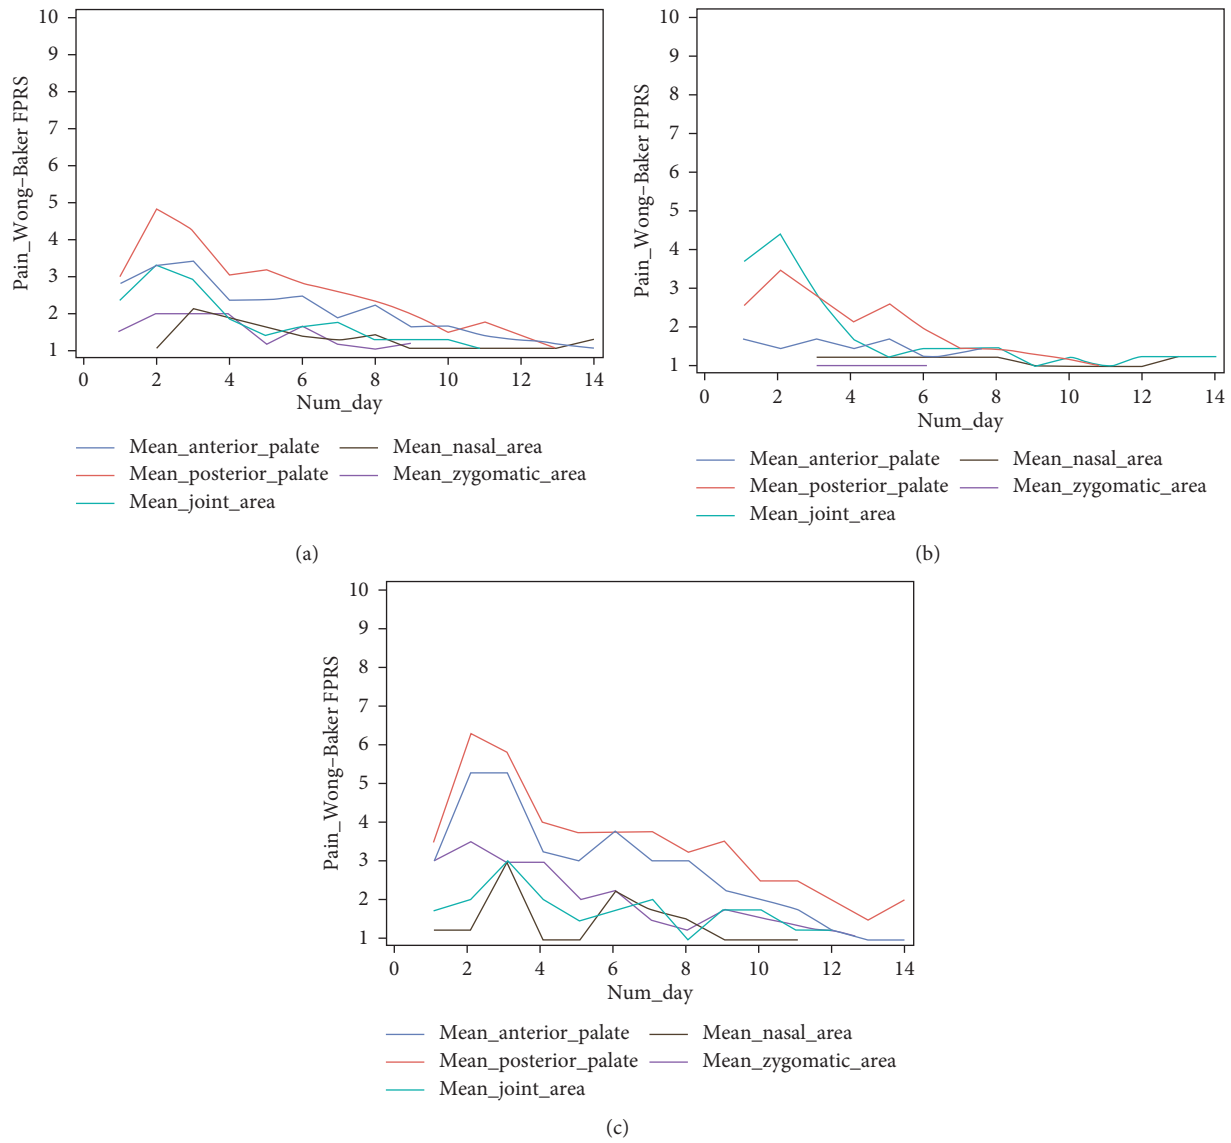 10
9
8
7
6
5
4
3
2
1
Pain_Wong–Baker FPRS
0 2 4 6 8 10 12 14
Num_day
Mean_anterior_palate Mean_nasal_area
Mean_posterior_palate Mean_zygomatic_area
Mean_joint_area
(a)
10
9
8
7
6
5
4
3
2
1
Pain_Wong–Baker FPRS
0 2 4 6 8 10 12 14
Num_day
Mean_anterior_palate Mean_nasal_area
Mean_posterior_palate Mean_zygomatic_area
Mean_joint_area
(b)
10
9
8
7
6
5
4
3
2
1
Pain_Wong–Baker FPRS
0 2 4 6 8 10 12 14
Num_day
Mean_anterior_palate Mean_nasal_area
Mean_posterior_palate Mean_zygomatic_area
Mean_joint_area
(c)